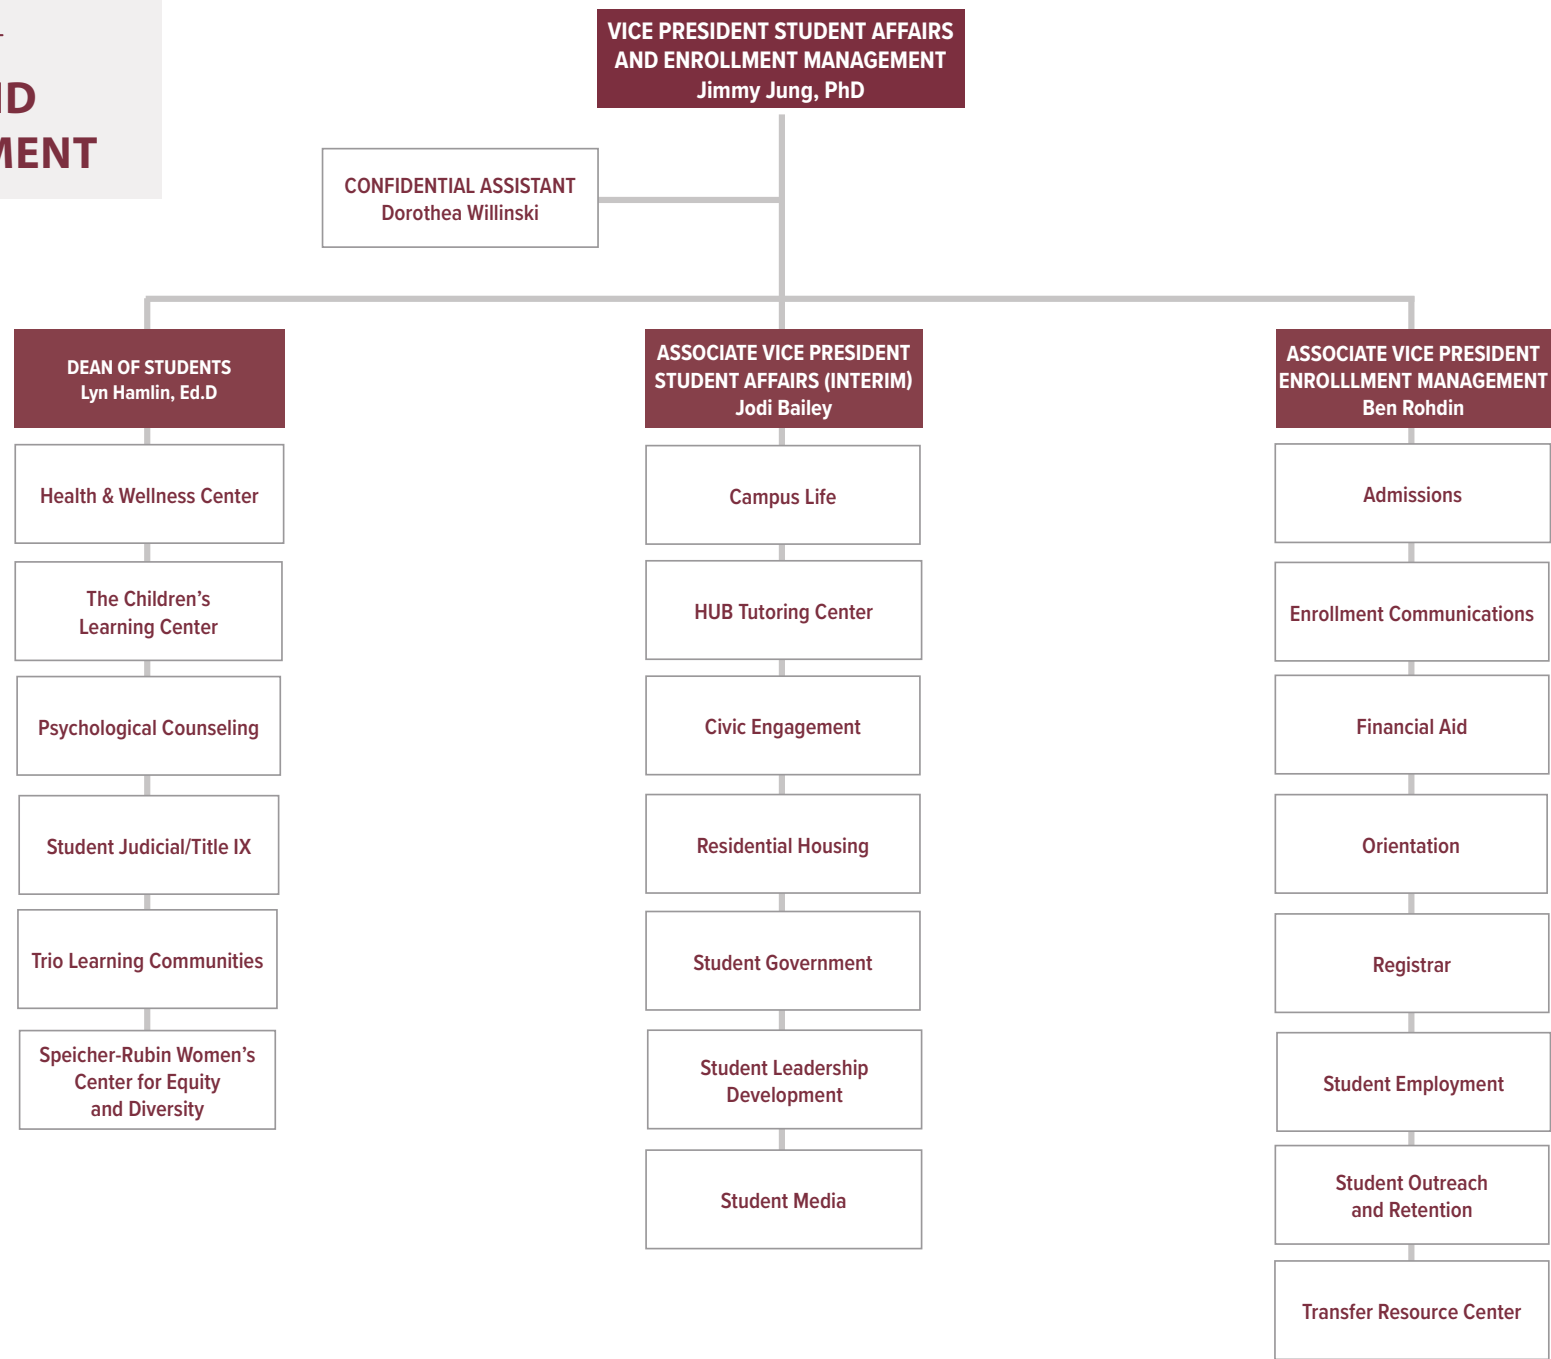 VICE PRESIDENT STUDENT AFFAIRS
AND ENROLLMENT MANAGEMENT
Jimmy Jung, PhD
CONFIDENTIAL ASSISTANT
Dorothea Willinski
DEAN OF STUDENTS
Lyn Hamlin, Ed.D
Health & Wellness Center
The Children’s
Learning Center
Psychological Counseling
Student Judicial/Title IX
Trio Learning Communities
Speicher-Rubin Women’s
Center for Equity
and Diversity
ASSOCIATE VICE PRESIDENT
STUDENT AFFAIRS (INTERIM)
Jodi Bailey
Campus Life
HUB Tutoring Center
Civic Engagement
Residential Housing
Student Government
Student Leadership
Development
Student Media
ASSOCIATE VICE PRESIDENT
ENROLLLMENT MANAGEMENT
Ben Rohdin
Admissions
Enrollment Communications
Financial Aid
Orientation
Registrar
Student Employment
Student Outreach
and Retention
Transfer Resource Center